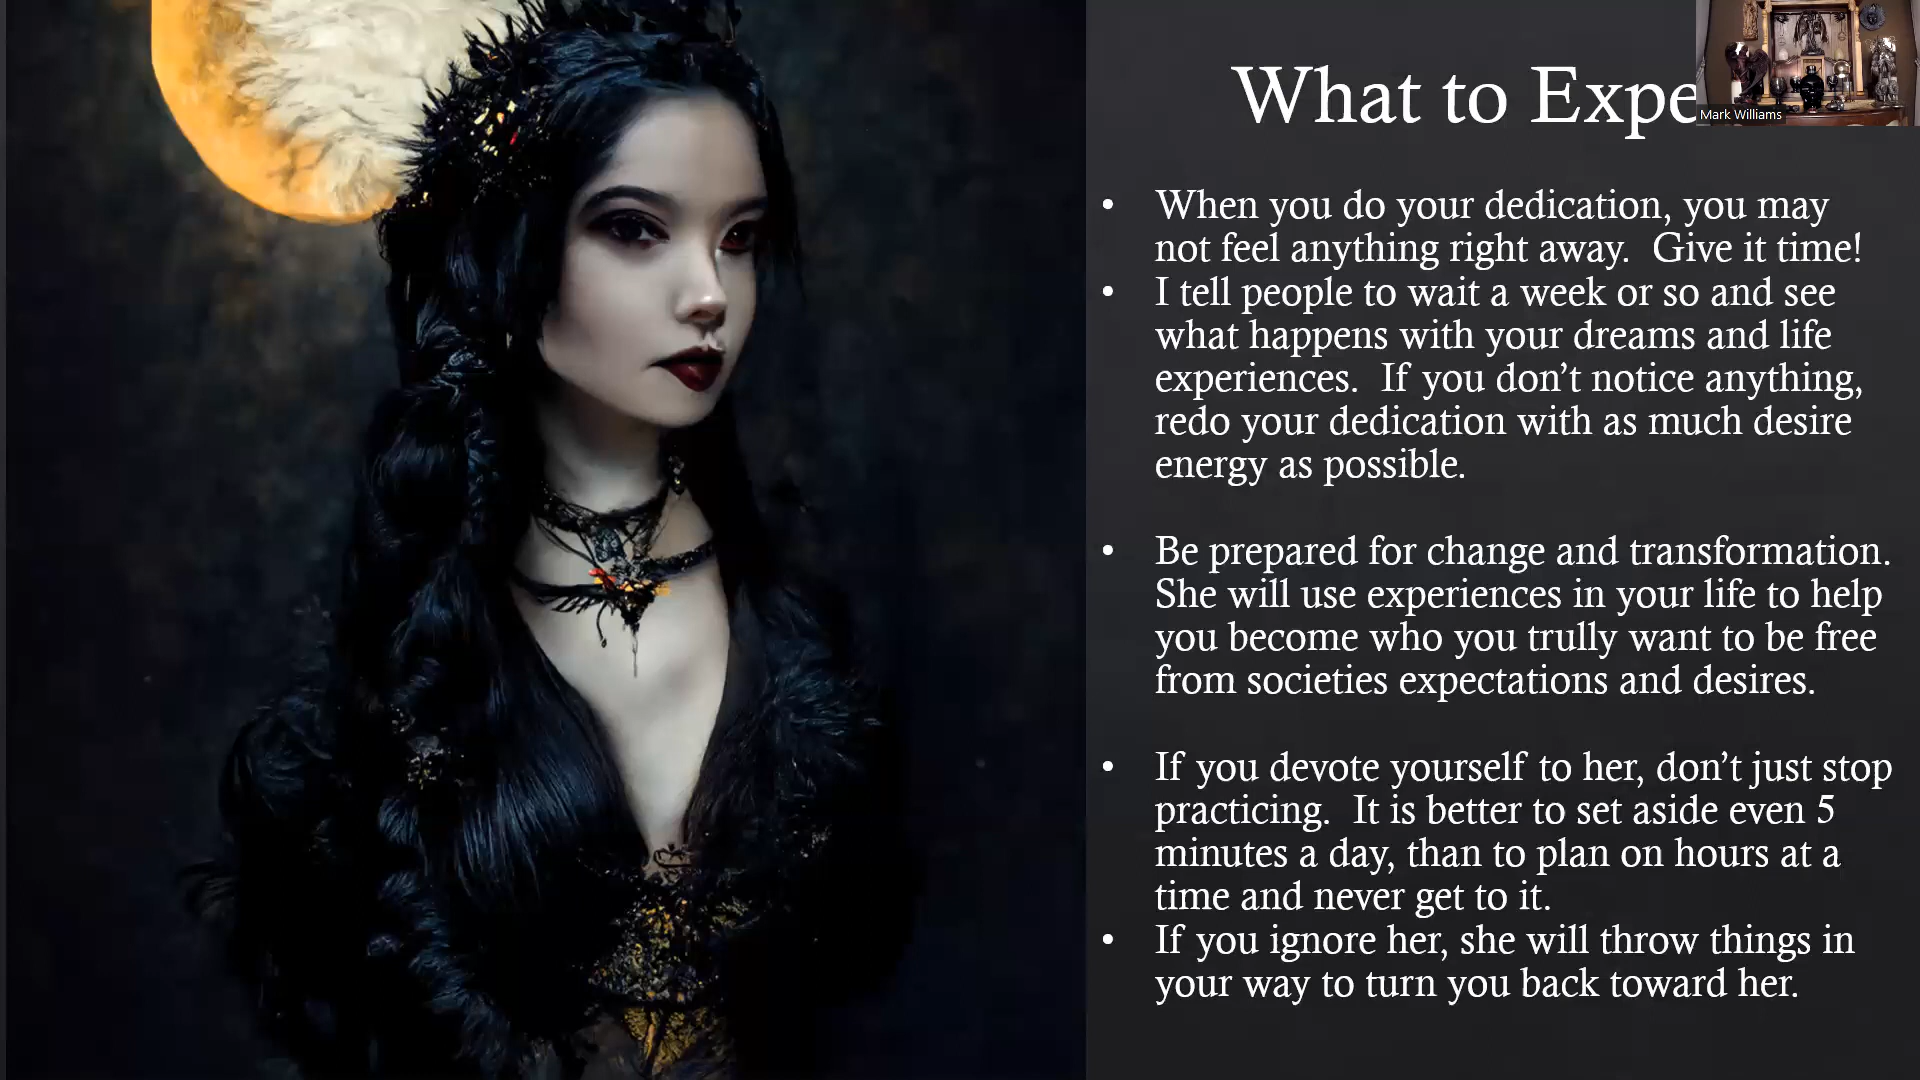 What to Expe
Mark Williams
• When you do your dedication, you may
not feel anything right away.  Give it time!
• I tell people to wait a week or so and see
what happens with your dreams and life
experiences.  If you don't notice anything,
redo your dedication with as much desire
energy as possible.
• Be prepared for change and transformation.
She will use experiences in your life to help
you become who you trully want to be free
from societies expectations and desires.
• If you devote yourself to her, don't just stop
practicing.  It is better to set aside even 5
minutes a day, than to plan on hours at a
time and never get to it.
• If you ignore her, she will throw things in
your way to turn you back toward her.